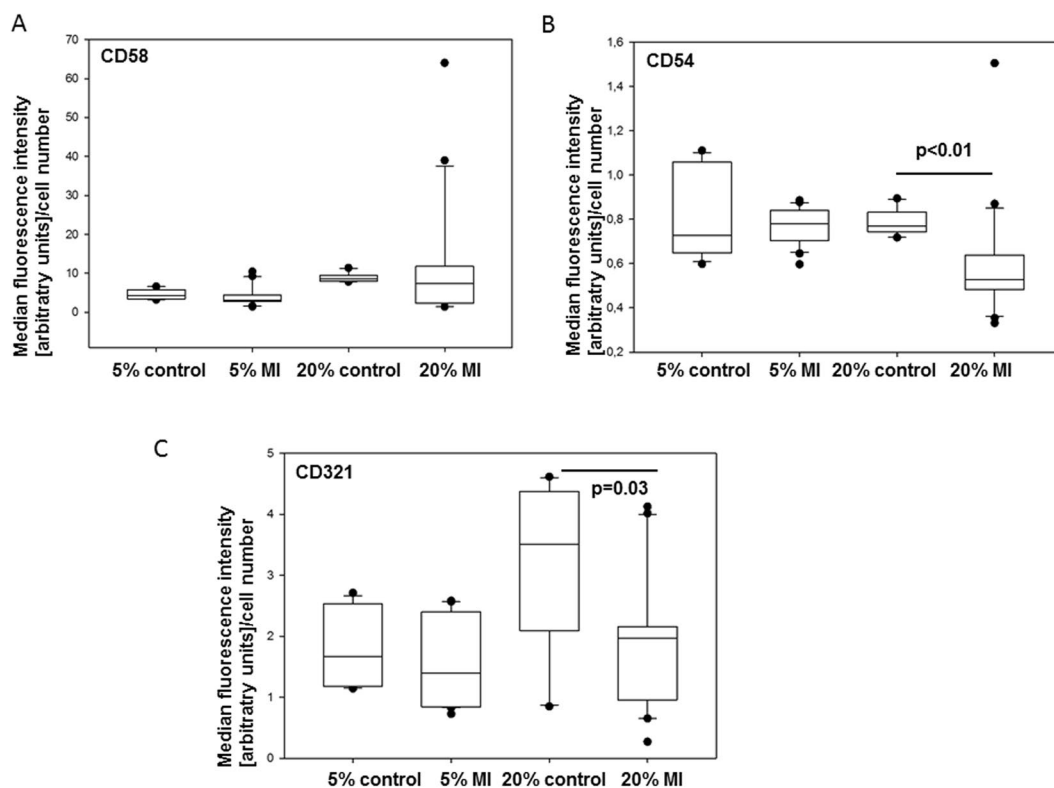 A
CD58
Median fluorescence intensity
[arbitratry units]/cell number
70
60
50
40
30
20
10
0
5% control 5% MI 20% control 20% MI
B
CD54
Median fluorescence intensity
[arbitratry units]/cell number
1,6
1,4
1,2
1,0
0,8
0,6
0,4
0,2
p<0.01
5% control 5% MI 20% control 20% MI
C
CD321
Median fluorescence intensity
[arbitratry units]/cell number
5
4
3
2
1
0
p=0.03
5% control 5% MI 20% control 20% MI